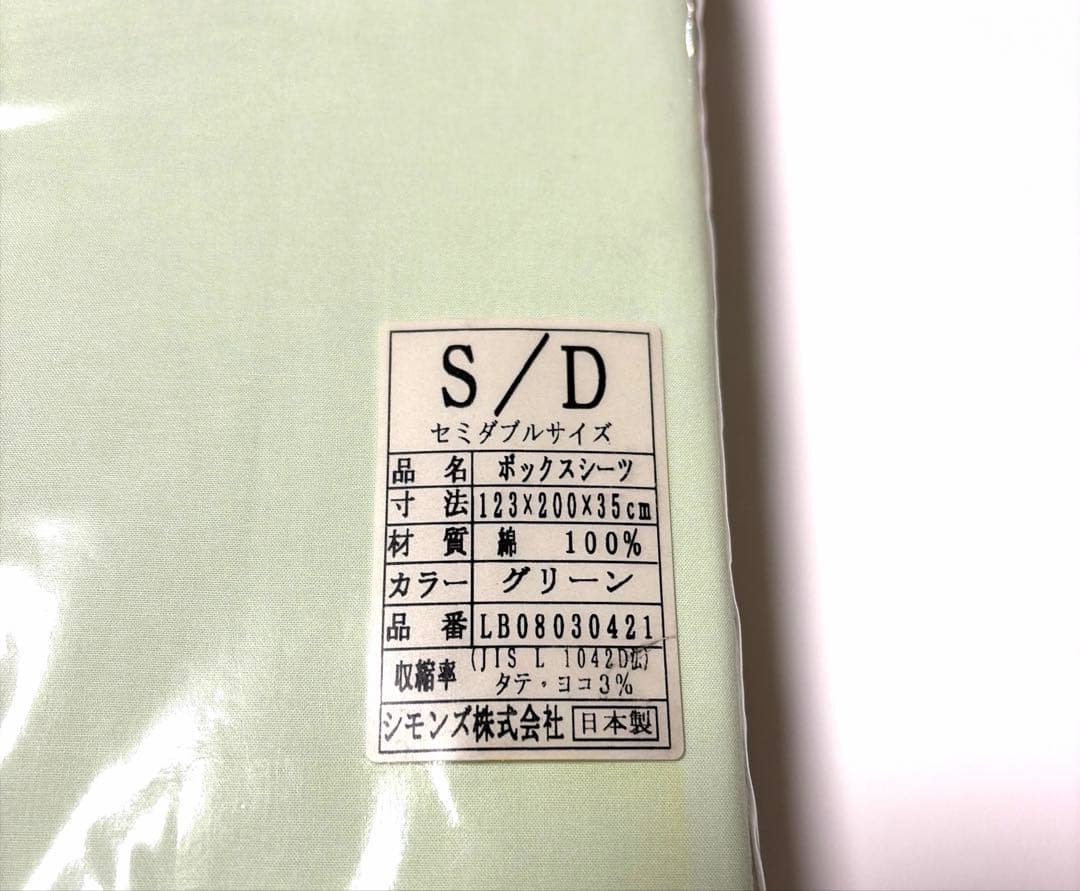 S/D
セミダブルサイズ
品名 ボックスシーツ
寸法 123×200×35cm
材質 綿 100%
カラー グリーン
品番 LB08030421
収縮率 (JIS L 1042D法)
タテ・ヨコ3%
シモンズ株式会社 日本製